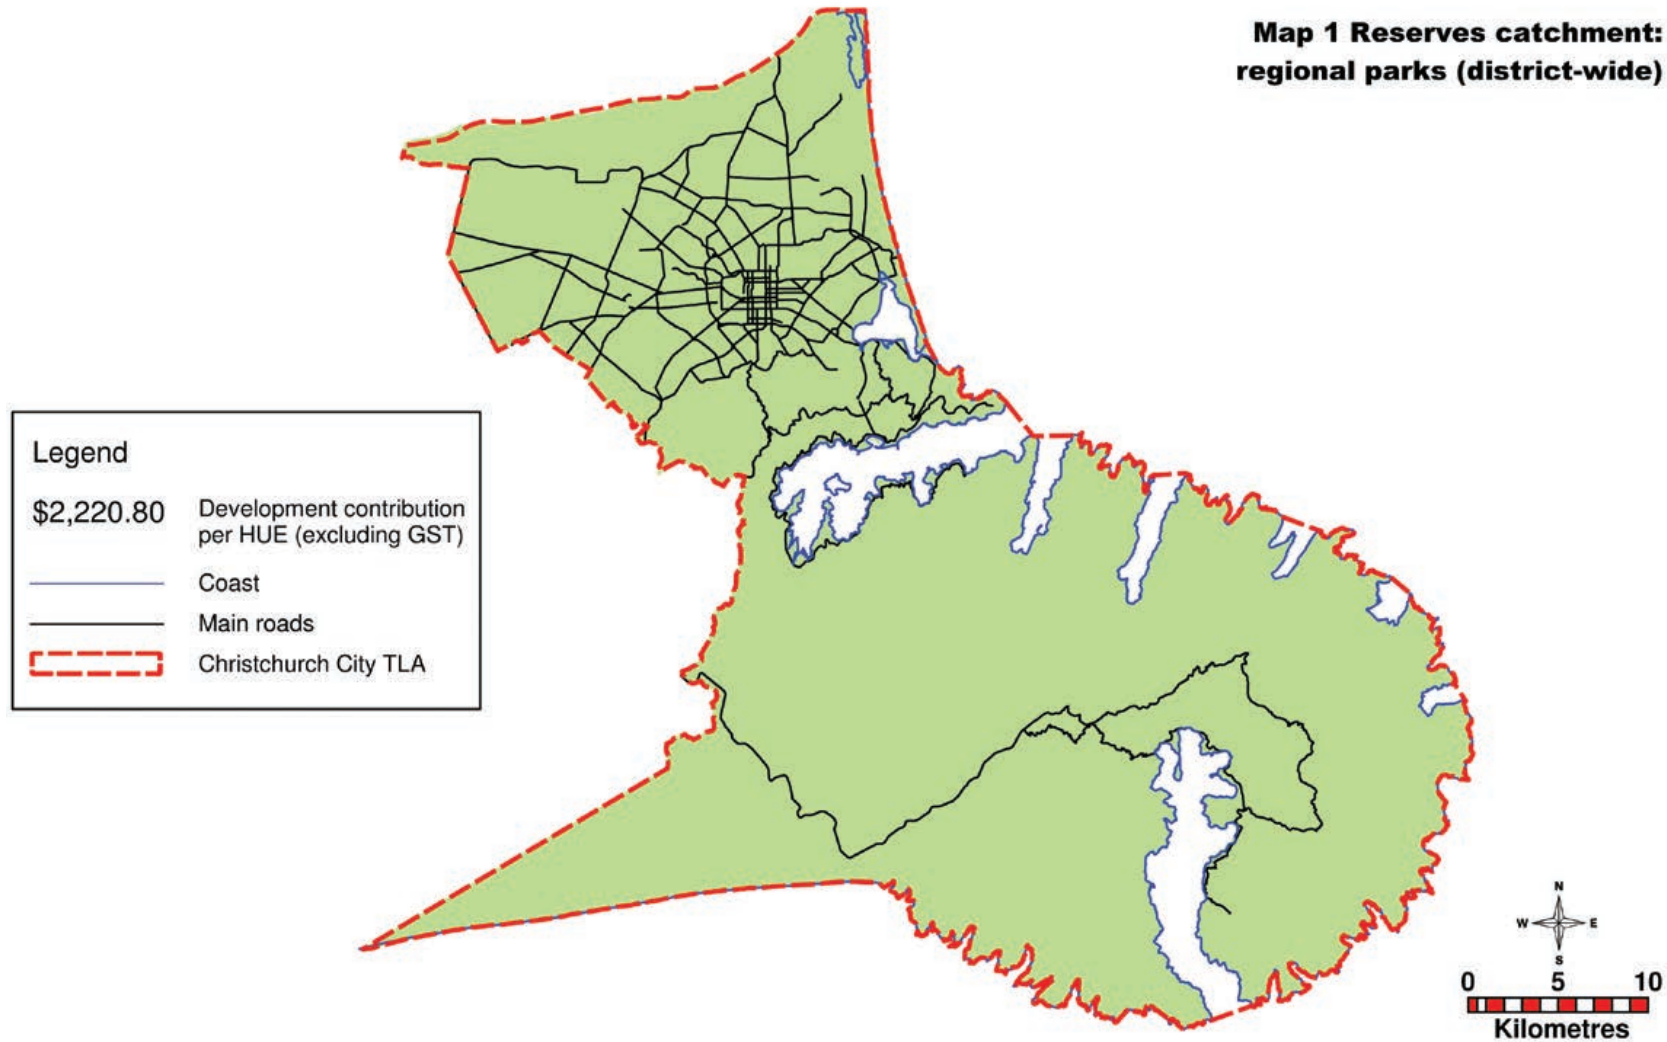 Map 1 Reserves catchment:
regional parks (district-wide)
Legend
$2,220.80 Development contribution
per HUE (excluding GST)
Coast
Main roads
Christchurch City TLA
N
W E
S
0 5 10
Kilometres